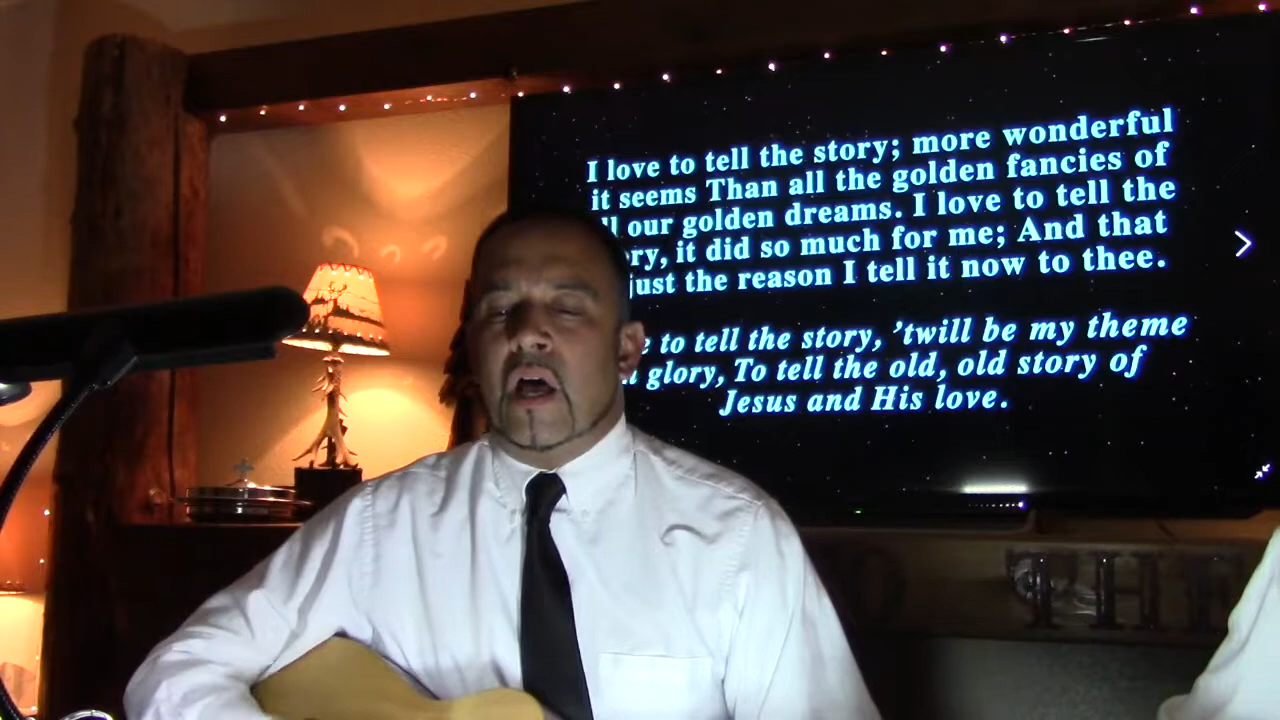 I love to tell the story; more wonderful
it seems Than all the golden fancies of
our golden dreams. I love to tell the
it did so much for me; And that
just the reason I tell it now to thee.
to tell the story, ’twill be my theme
glory, To tell the old, old story of
Jesus and His love.
THE